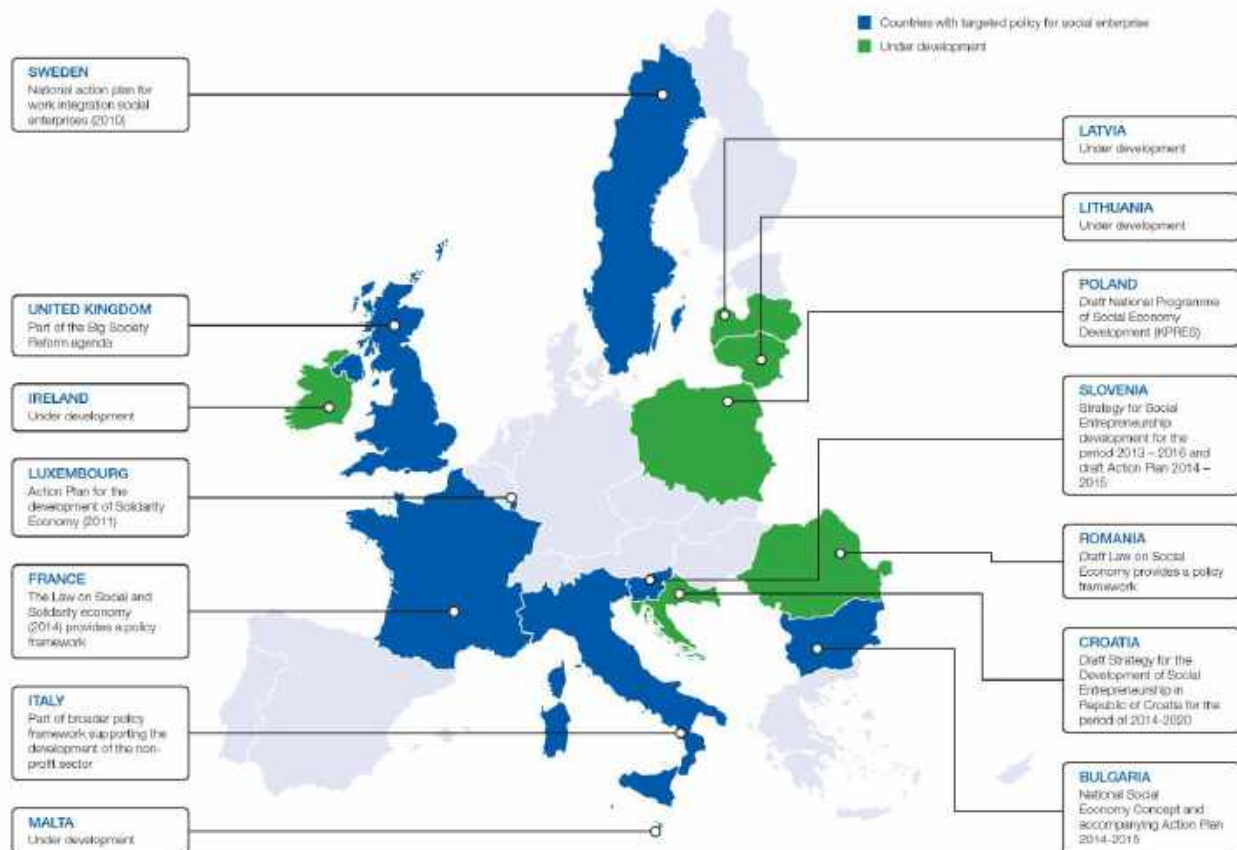 Countries with targeted policy for social enterprise
Under development
SWEDEN
National action plan for
work integration social
enterprises (2010)
UNITED KINGDOM
Part of the Big Society
Reform agenda
IRELAND
Under development
LUXEMBOURG
Action Plan for the
development of Solidarity
Economy (2011)
FRANCE
The Law on Social and
Solidarity economy
(2014) provides a policy
framework
ITALY
Part of broader policy
framework supporting the
development of the non-
profit sector
MALTA
Under development
LATVIA
Under development
LITHUANIA
Under development
POLAND
Draft National Programme
of Social Economy
Development (KPRES)
SLOVENIA
Strategy for Social
Entrepreneurship
development for the
period 2013 – 2016 and
draft Action Plan 2014 –
2015
ROMANIA
Draft Law on Social
Economy provides a policy
framework
CROATIA
Draft Strategy for the
Development of Social
Entrepreneurship in
Republic of Croatia for the
period of 2014-2020
BULGARIA
National Social
Economy Concept and
accompanying Action Plan
2014-2015